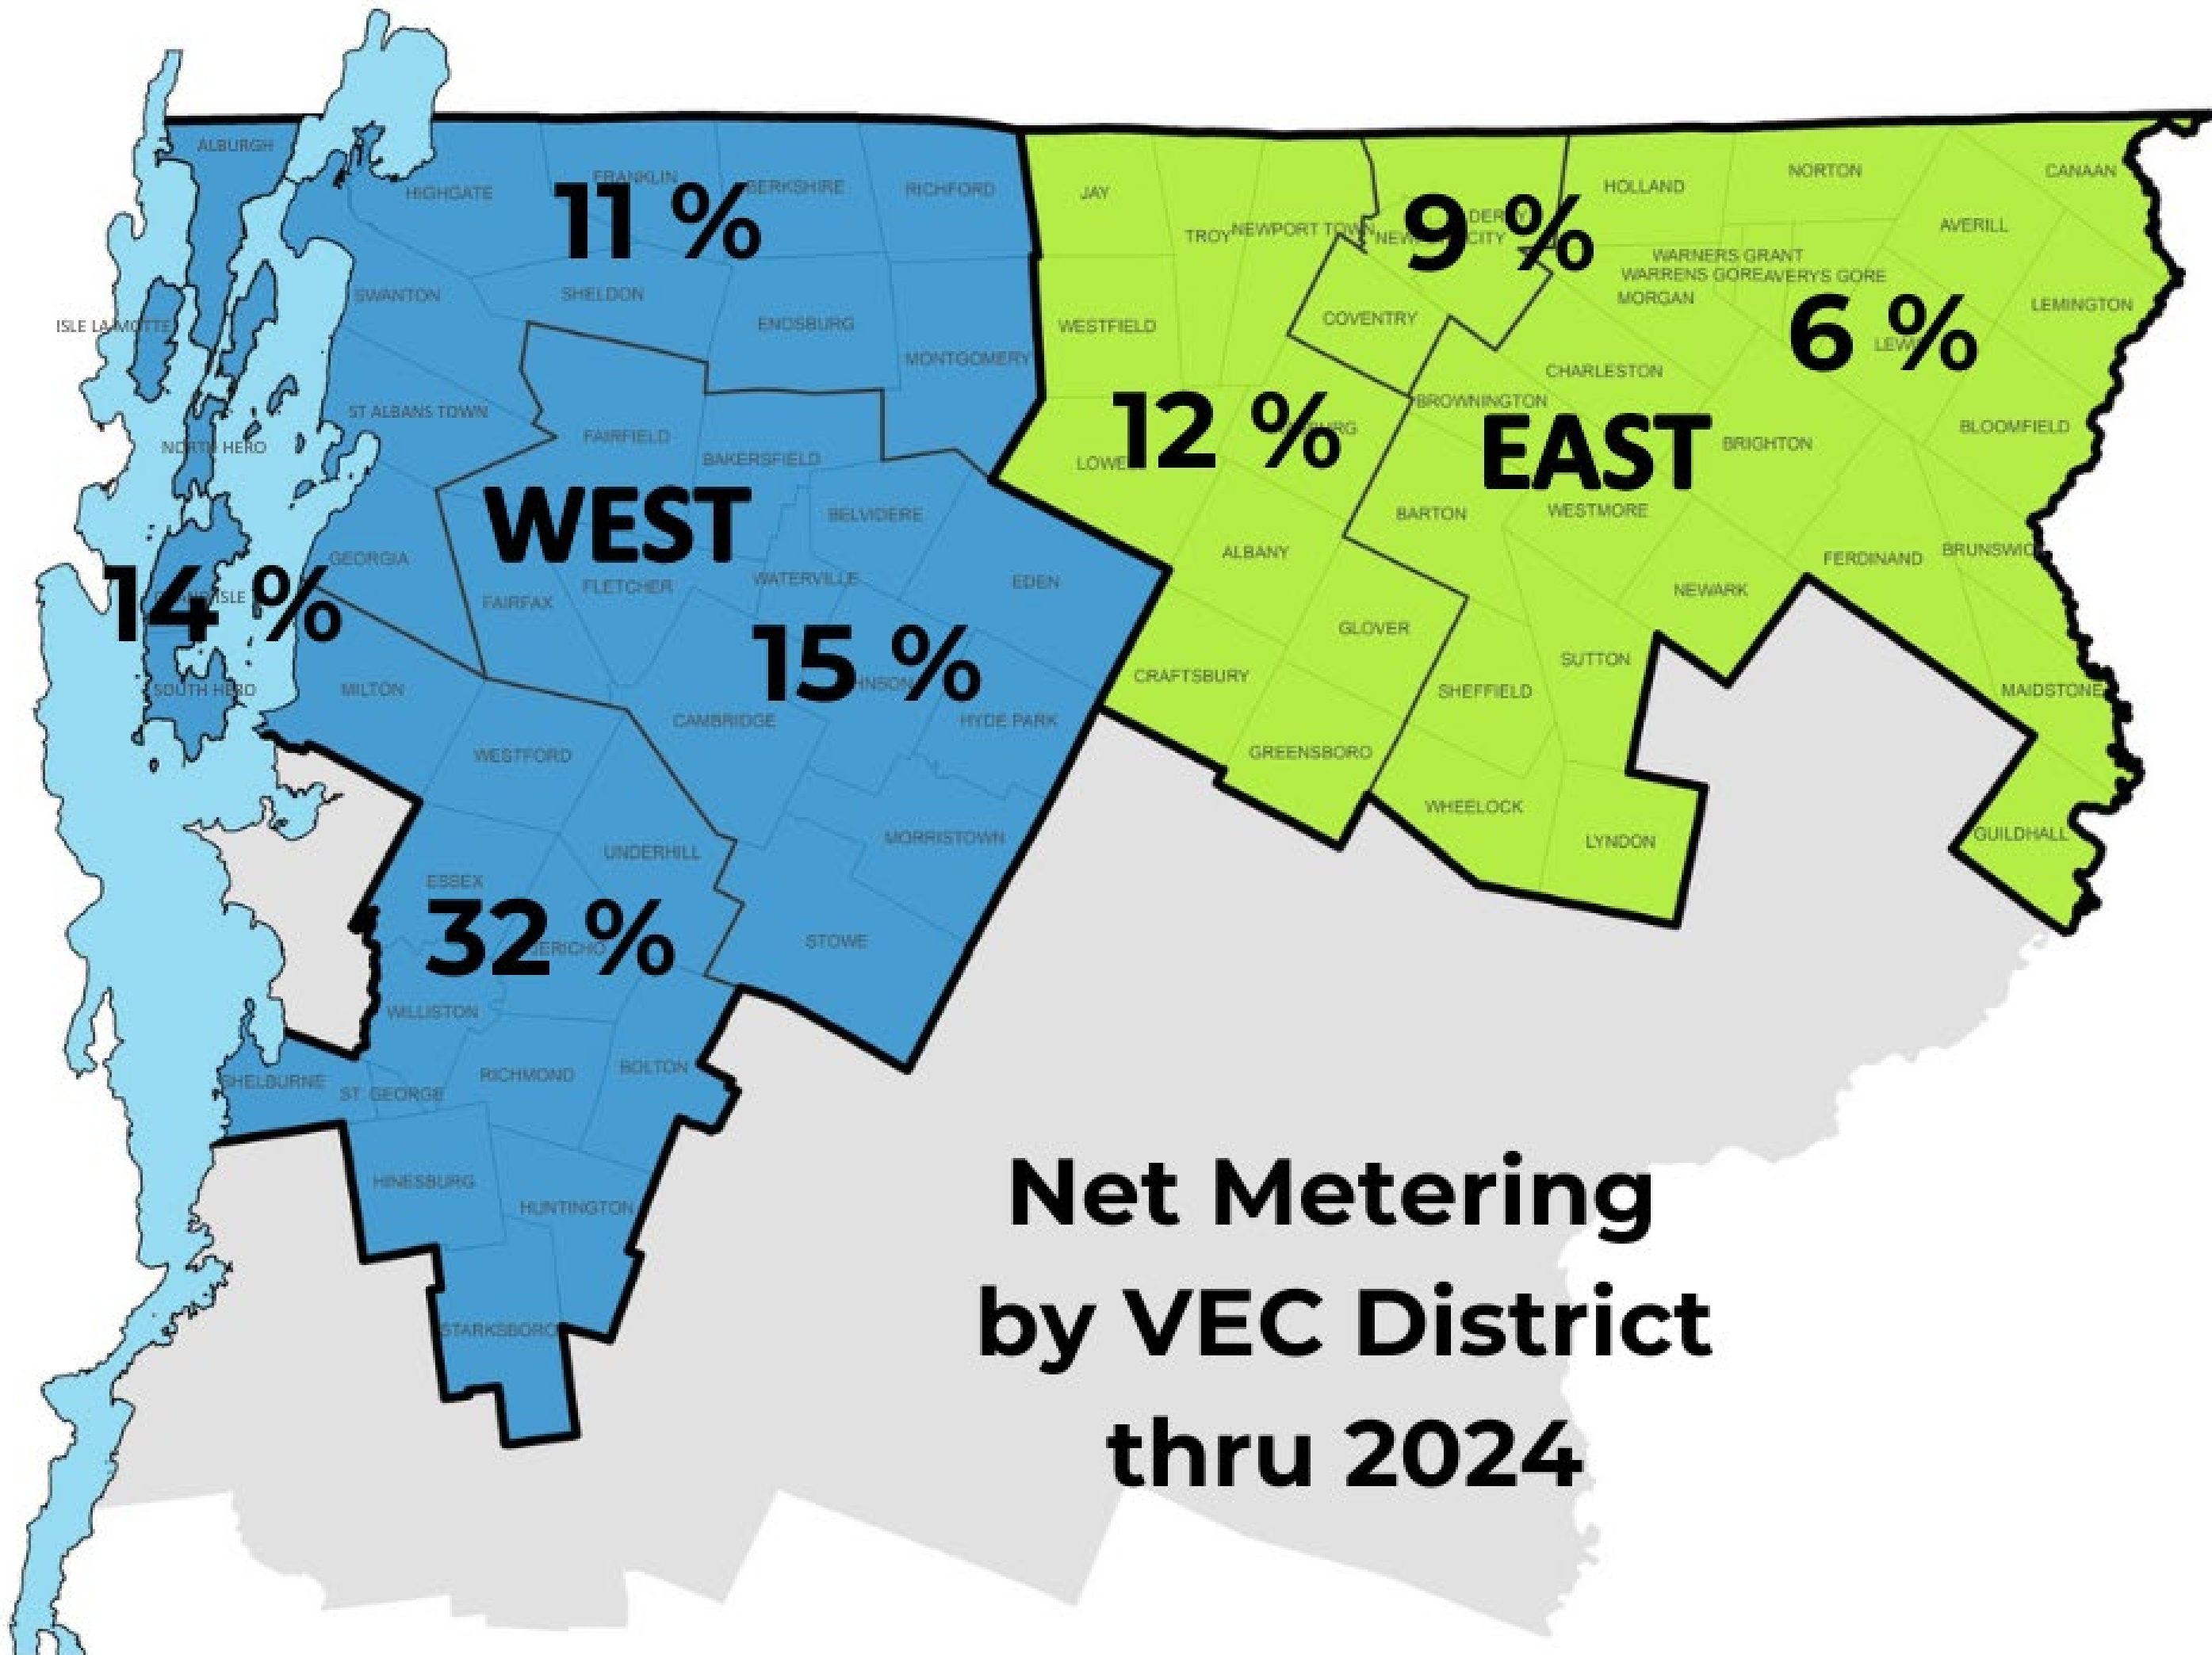 ALBURGH
HIGHGATE
FRANKLIN
BERKSHIRE
RICHFORD
11 %
JAY
TROY
NEWPORT TOWN
9 %
CITY
HOLLAND
NORTON
CANAAN
AVERILL
WARNERS GRANT
WARRENS GORE
AVERYS GORE
MORGAN
LEMINGTON
6 %
ISLE LA MOTTE
SWANTON
SHELDON
ENOSBURG
MONTGOMERY
WESTFIELD
COVENTRY
CHARLESTON
BROWNINGTON
12 %
EAST
BRIGHTON
BLOOMFIELD
ST ALBANS TOWN
NORTH HERO
FAIRFIELD
BAKERSFIELD
WEST
BELVIDERE
BARTON
WESTMORE
GEORGIA
14 %
ISLE
FAIRFAX
FLETCHER
WATERVILLE
EDEN
ALBANY
NEWARK
FERDINAND
BRUNSWIC
15 %
GLOVER
SUTTON
SOUTH HERO
MILTON
CAMBRIDGE
HYDE PARK
CRAFTSBURY
SHEFFIELD
MAIDSTONE
WESTFORD
GREENSBORO
WHEELOCK
LYNDON
GUILDHALL
UNDERHILL
MORRISTOWN
ESSEX
32 %
JERICHO
STOWE
WILLISTON
SHELBURNE
ST. GEORGE
RICHMOND
BOLTON
HINESBURG
HUNTINGTON
STARKSBORO
Net Metering
by VEC District
thru 2024